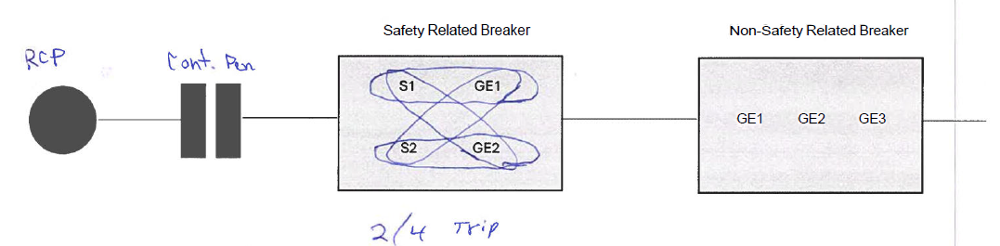 Safety Related Breaker
Non-Safety Related Breaker
RCP
Cont. Pen
S1 GE1
S2 GE2
GE1 GE2 GE3
2/4 Trip